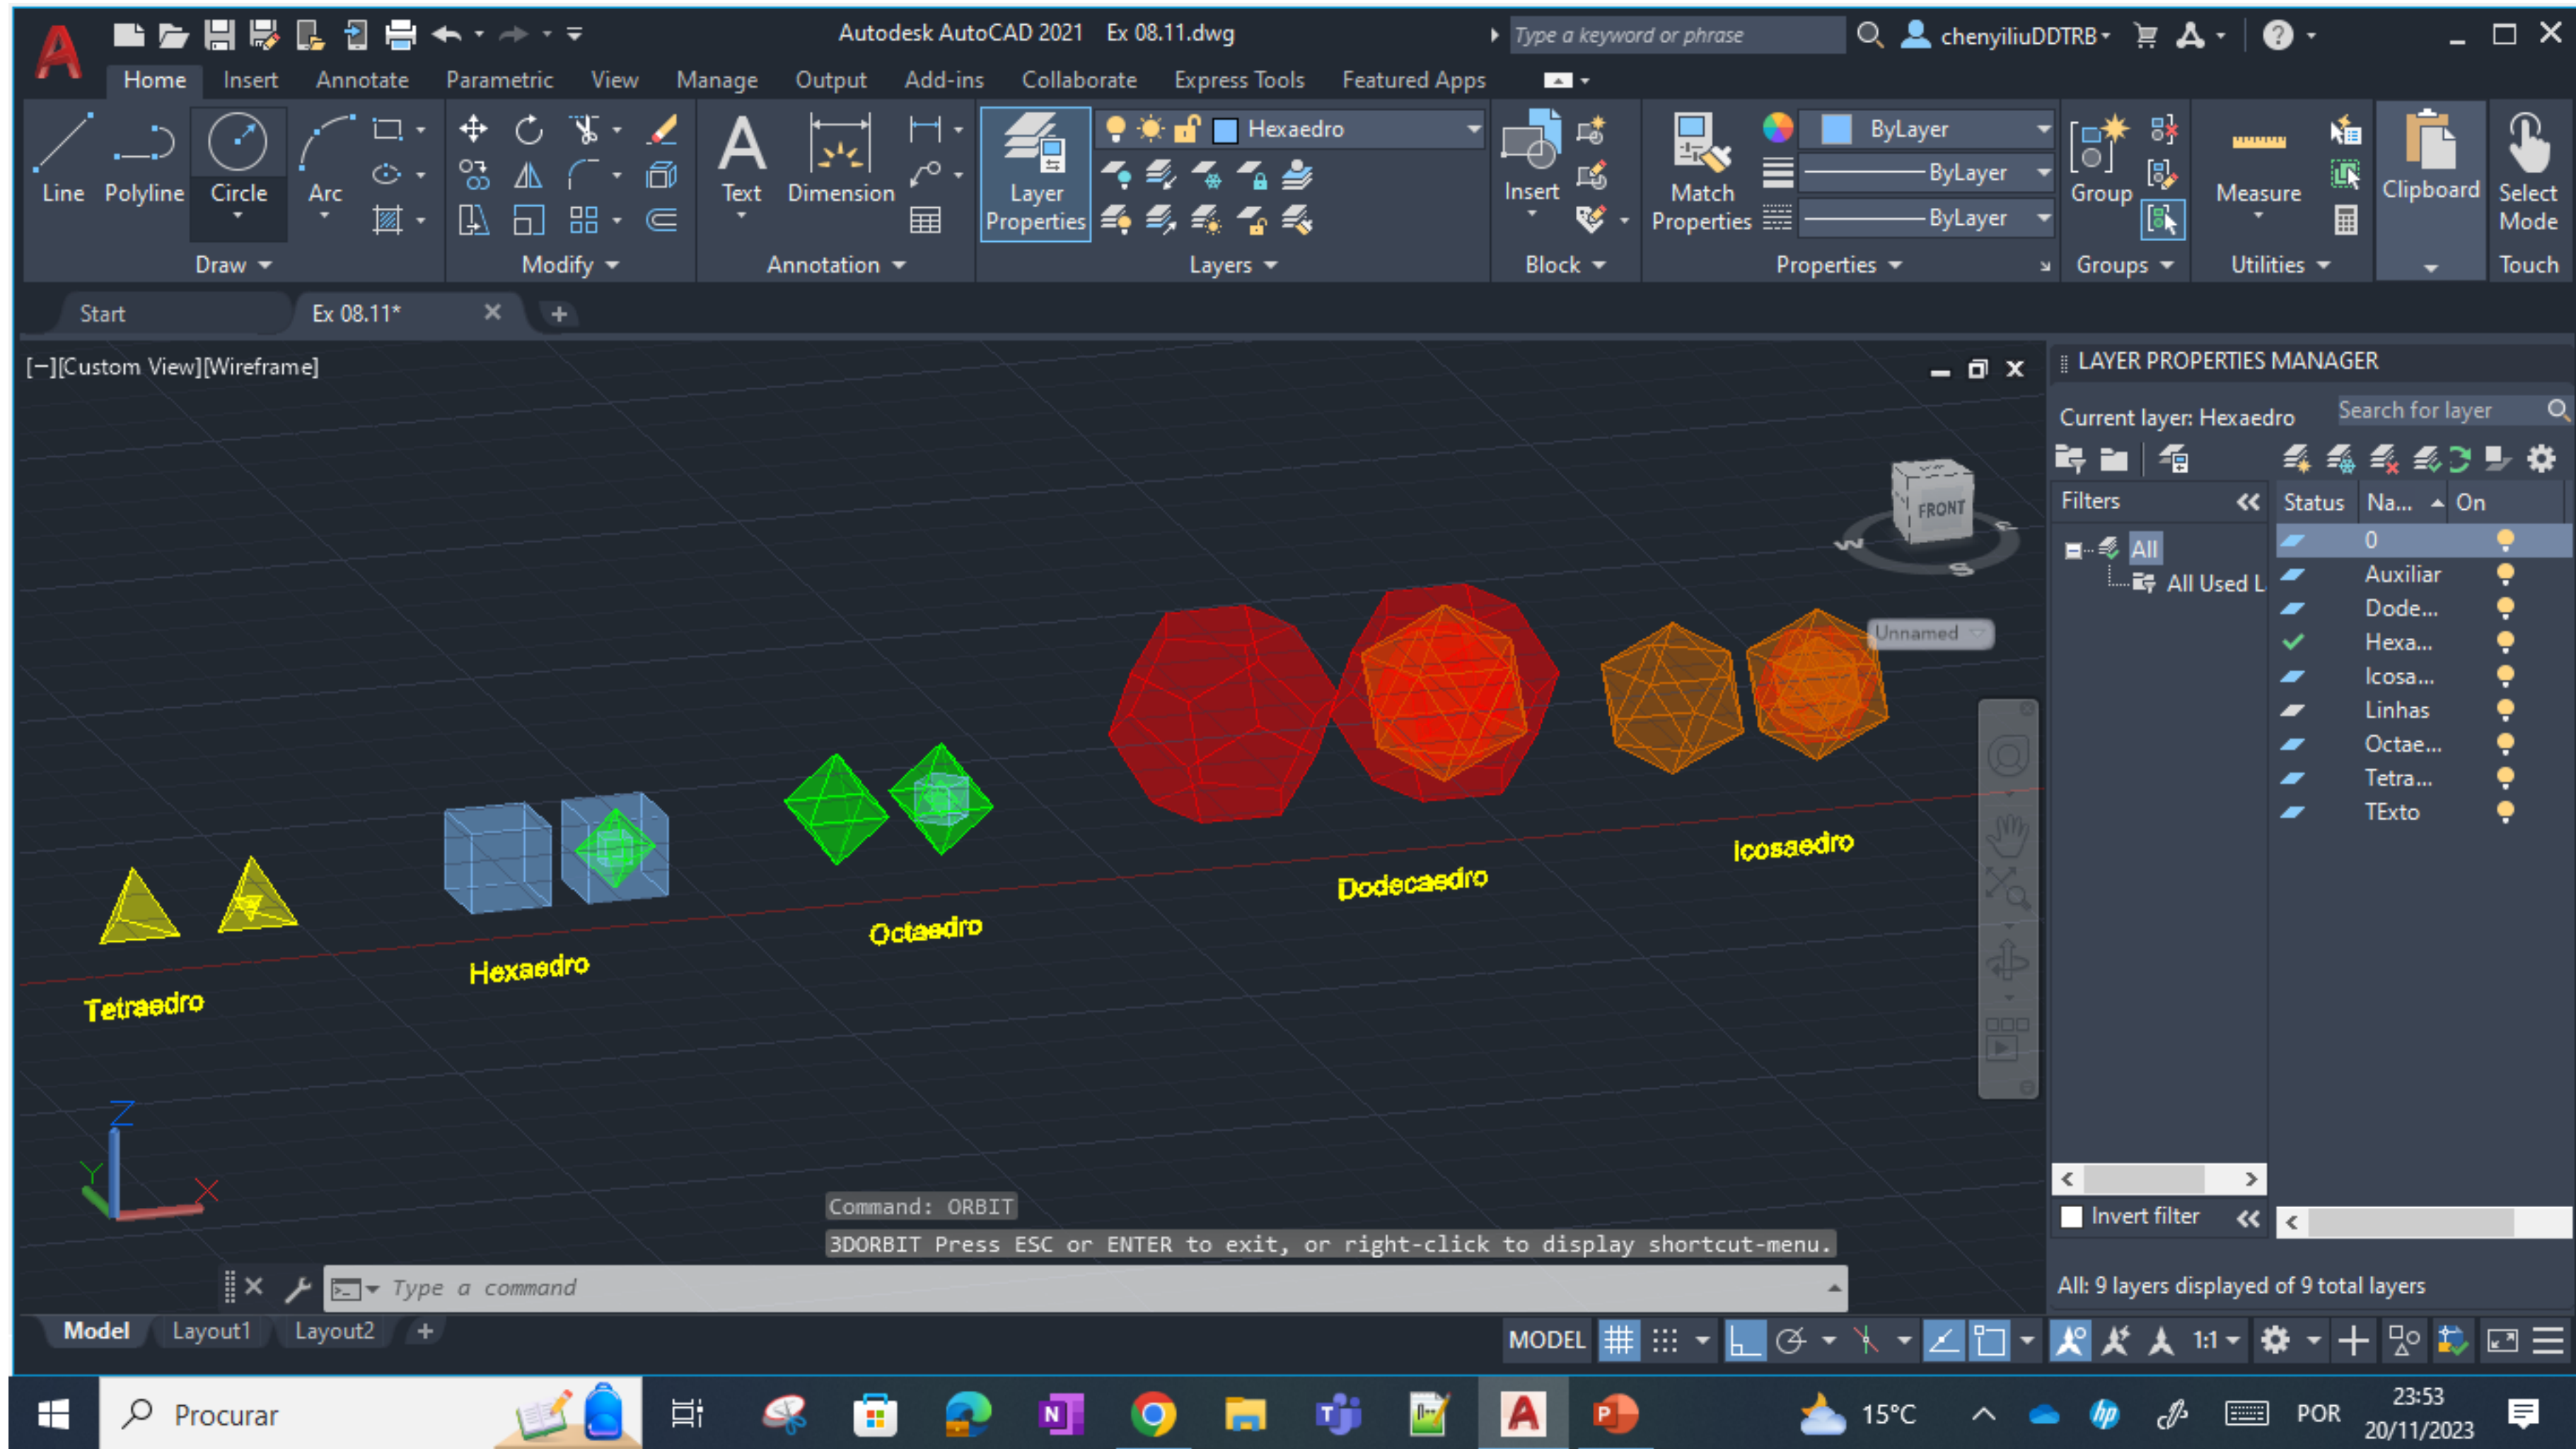 Autodesk AutoCAD 2021 Ex 08.11.dwg
Type a keyword or phrase
chenyiliuDDTRB
Home Insert Annotate Parametric View Manage Output Add-ins Collaborate Express Tools Featured Apps
Line Polyline Circle Arc
Draw
Modify
Text Dimension
Annotation
Layer Properties
Hexaedro
Layers
Insert
Block
Match Properties
ByLayer
ByLayer
ByLayer
Properties
Group
Groups
Measure
Utilities
Clipboard
Select Mode
Touch
Start
Ex 08.11*
[−][Custom View][Wireframe]
FRONT
W
S
Unnamed
Tetraedro
Hexaedro
Octaedro
Dodecaedro
Icosaedro
Z
Y
X
LAYER PROPERTIES MANAGER
Current layer: Hexaedro
Search for layer
Filters
All
All Used L
Status Na... On
0
Auxiliar
Dode...
Hexa...
Icosa...
Linhas
Octae...
Tetra...
TExto
Invert filter
All: 9 layers displayed of 9 total layers
Command: ORBIT
3DORBIT Press ESC or ENTER to exit, or right-click to display shortcut-menu.
Type a command
Model Layout1 Layout2
MODEL
1:1
Procurar
15°C
POR
23:53
20/11/2023